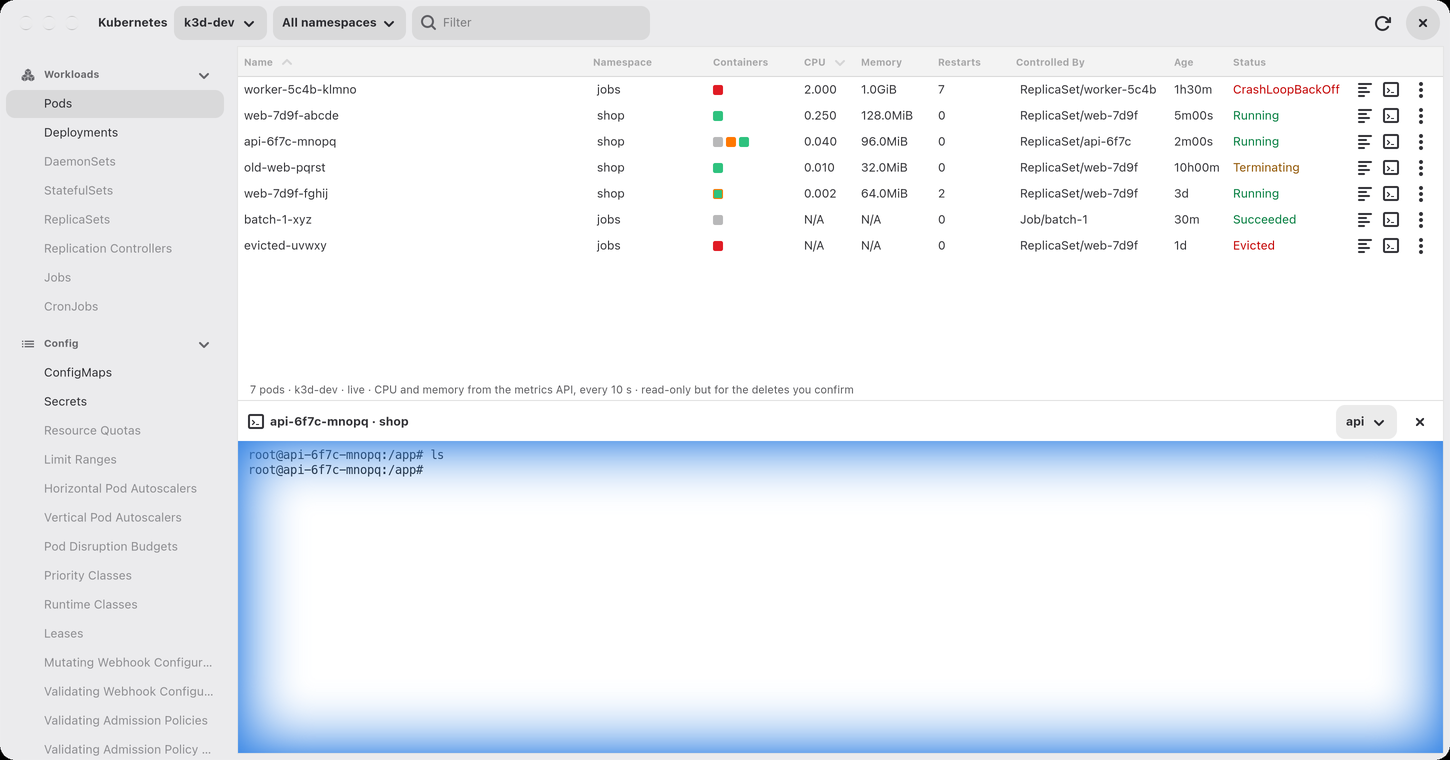 Kubernetes k3d-dev All namespaces Filter
Workloads
Pods
Deployments
DaemonSets
StatefulSets
ReplicaSets
Replication Controllers
Jobs
CronJobs
Config
ConfigMaps
Secrets
Resource Quotas
Limit Ranges
Horizontal Pod Autoscalers
Vertical Pod Autoscalers
Pod Disruption Budgets
Priority Classes
Runtime Classes
Leases
Mutating Webhook Configur...
Validating Webhook Configu...
Validating Admission Policies
Validating Admission Policy ...
Name Namespace Containers CPU Memory Restarts Controlled By Age Status
worker-5c4b-klmno jobs 2.000 1.0GiB 7 ReplicaSet/worker-5c4b 1h30m CrashLoopBackOff
web-7d9f-abcde shop 0.250 128.0MiB 0 ReplicaSet/web-7d9f 5m00s Running
api-6f7c-mnopq shop 0.040 96.0MiB 0 ReplicaSet/api-6f7c 2m00s Running
old-web-pqrst shop 0.010 32.0MiB 0 ReplicaSet/web-7d9f 10h00m Terminating
web-7d9f-fghij shop 0.002 64.0MiB 2 ReplicaSet/web-7d9f 3d Running
batch-1-xyz jobs N/A N/A 0 Job/batch-1 30m Succeeded
evicted-uvwxy jobs N/A N/A 0 ReplicaSet/web-7d9f 1d Evicted
7 pods · k3d-dev · live · CPU and memory from the metrics API, every 10 s · read-only but for the deletes you confirm
api-6f7c-mnopq · shop api
root@api-6f7c-mnopq:/app# ls
root@api-6f7c-mnopq:/app#